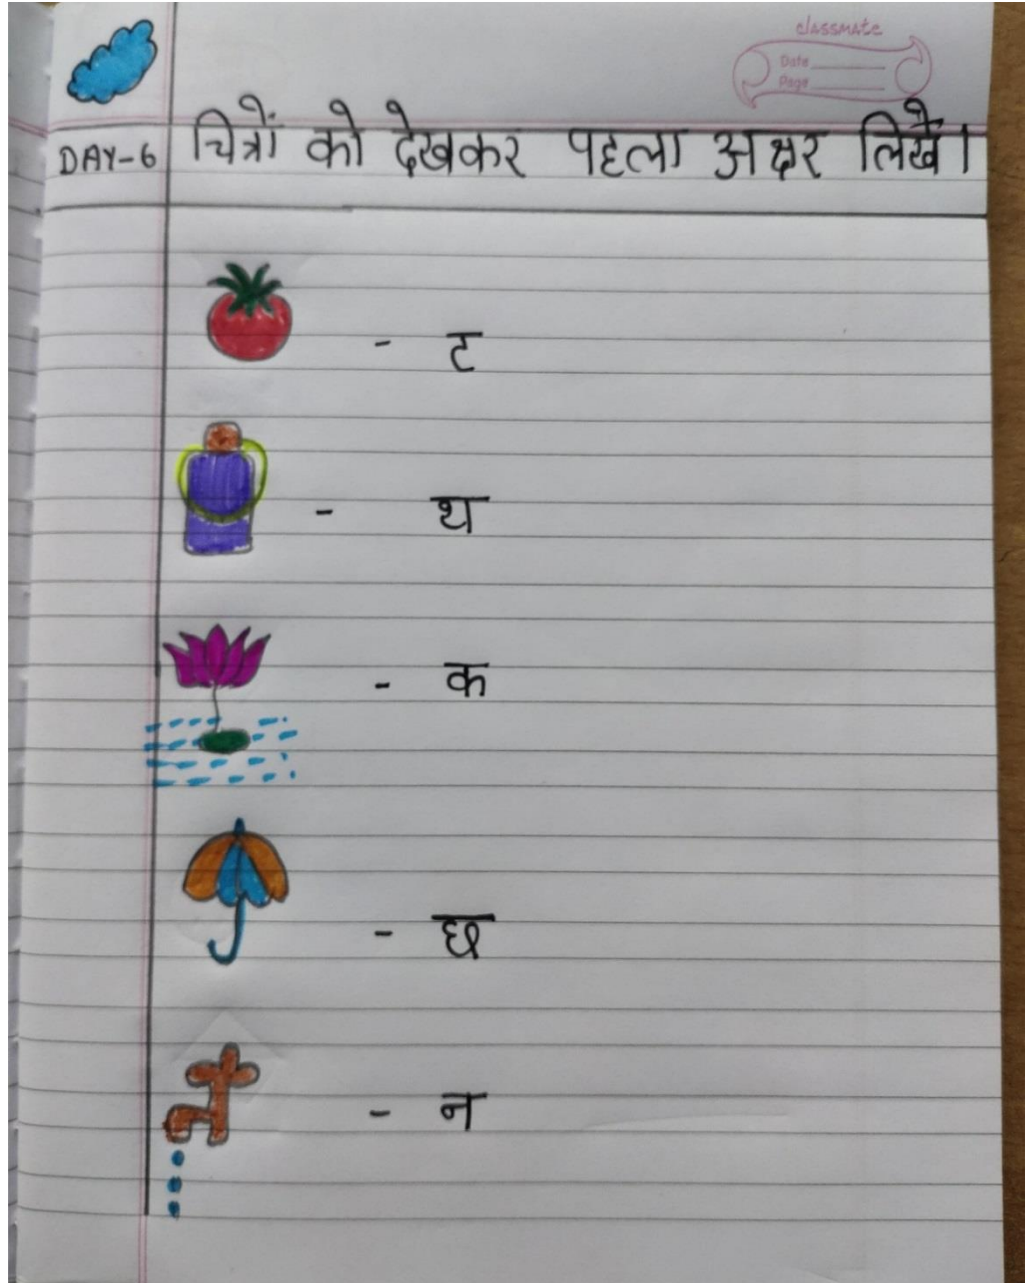 classmate
Date
Page
DAY-6 चित्रों को देखकर पहला अक्षर लिखें।
- ट
- थ
- क
- छ
- न